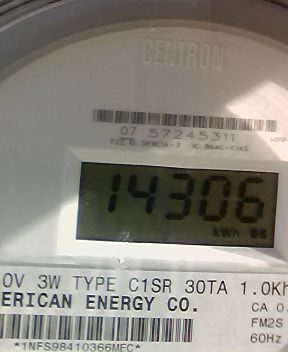 CENTRON®
07 57245311
14306
kWh
0V 3W TYPE C1SR 30TA 1.0Kh
ERICAN ENERGY CO.
CA 0.
FM2S
60Hz
*1NFS98410366MEC*